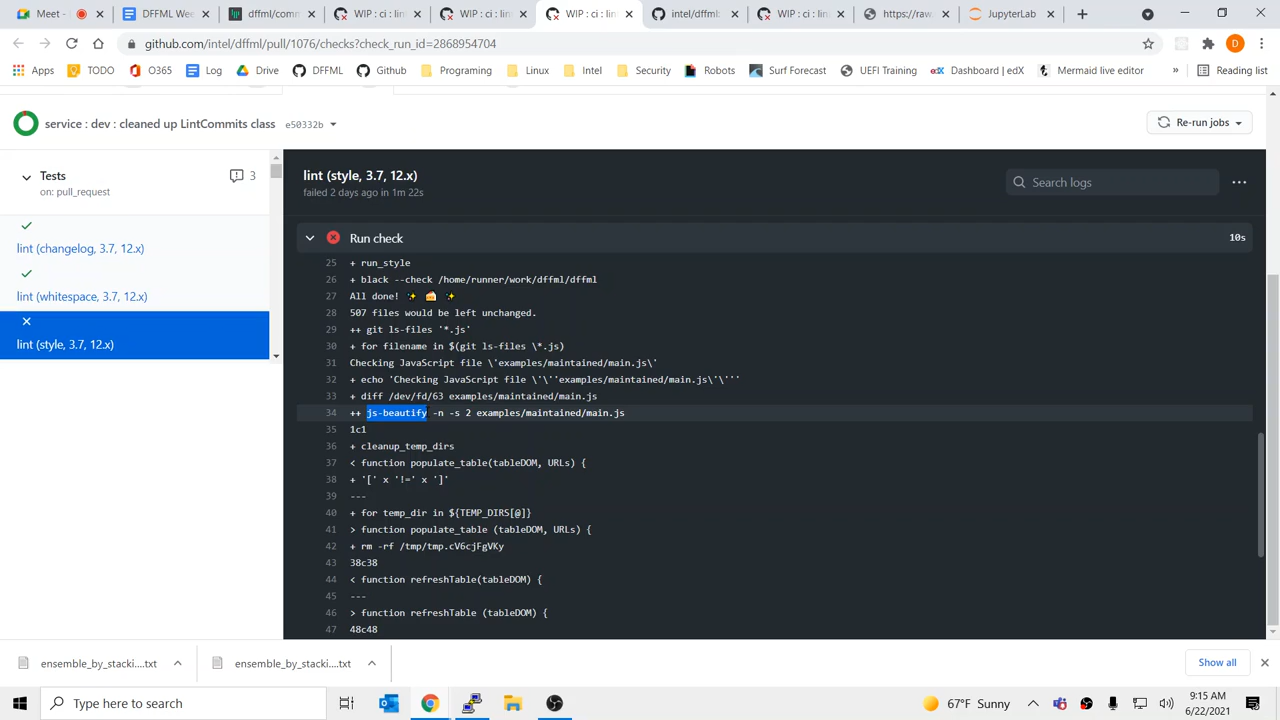 Meet -
DFFML Wee
dffml/com
WIP : ci : l
WIP : ci : l
WIP : ci : l
intel/dffml
WIP : ci : l
https://raw
JupyterLab
github.com/intel/dffml/pull/1076/checks?check_run_id=2868954704
D
Apps
TODO
O365
Log
Drive
DFFML
Github
Programing
Linux
Intel
Security
Robots
Surf Forecast
UEFI Training
edX
Dashboard | edX
Mermaid live editor
»
Reading list
service : dev : cleaned up LintCommits class e50332b
Re-run jobs
Tests
3
on: pull_request
lint (changelog, 3.7, 12.x)
lint (whitespace, 3.7, 12.x)
lint (style, 3.7, 12.x)
lint (style, 3.7, 12.x)
failed 2 days ago in 1m 22s
Search logs
Run check
10s
25 + run_style
26 + black --check /home/runner/work/dffml/dffml
27 All done! ✨ 🍰 ✨
28 507 files would be left unchanged.
29 ++ git ls-files '*.js'
30 + for filename in $(git ls-files \*.js)
31 Checking JavaScript file \'examples/maintained/main.js\'
32 + echo 'Checking JavaScript file \'\''examples/maintained/main.js\'\'''
33 + diff /dev/fd/63 examples/maintained/main.js
34 ++ js-beautify -n -s 2 examples/maintained/main.js
35 1c1
36 + cleanup_temp_dirs
37 < function populate_table(tableDOM, URLs) {
38 + '[' x '!=' x ']'
39 ---
40 + for temp_dir in ${TEMP_DIRS[@]}
41 > function populate_table (tableDOM, URLs) {
42 + rm -rf /tmp/tmp.cV6cjFgVKy
43 38c38
44 < function refreshTable(tableDOM) {
45 ---
46 > function refreshTable (tableDOM) {
47 48c48
ensemble_by_stacki....txt
ensemble_by_stacki....txt
Show all
Type here to search
67°F Sunny
9:15 AM
6/22/2021